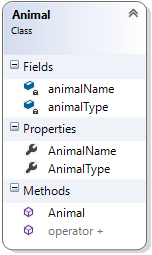 Animal
Class
Fields
animalName
animalType
Properties
AnimalName
AnimalType
Methods
Animal
operator +